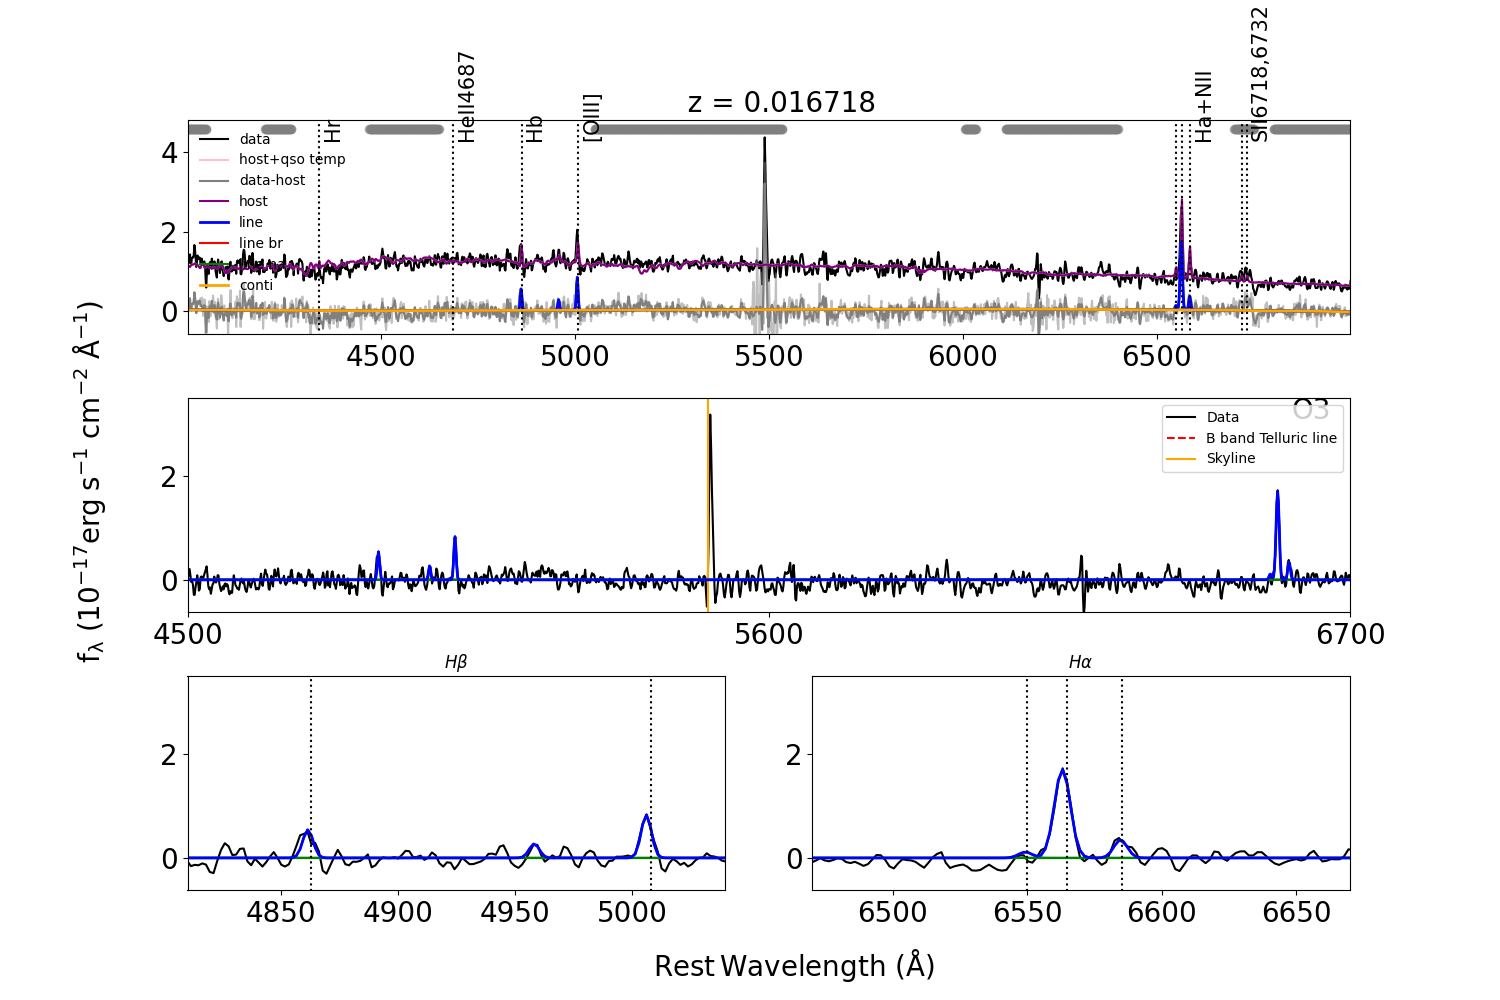 z = 0.016718
Hr
HeII4687
Hb
[OIII]
Ha+NII
SII6718,6732
data
host+qso temp
data-host
host
line
line br
conti
4
2
0
4500 5000 5500 6000 6500
O3
Data
B band Telluric line
Skyline
2
0
4500 5600 6700
fλ (10−17erg s−1 cm−2 Å−1)
Hβ
2
0
4850 4900 4950 5000
Hα
2
0
6500 6550 6600 6650
Rest Wavelength (Å)